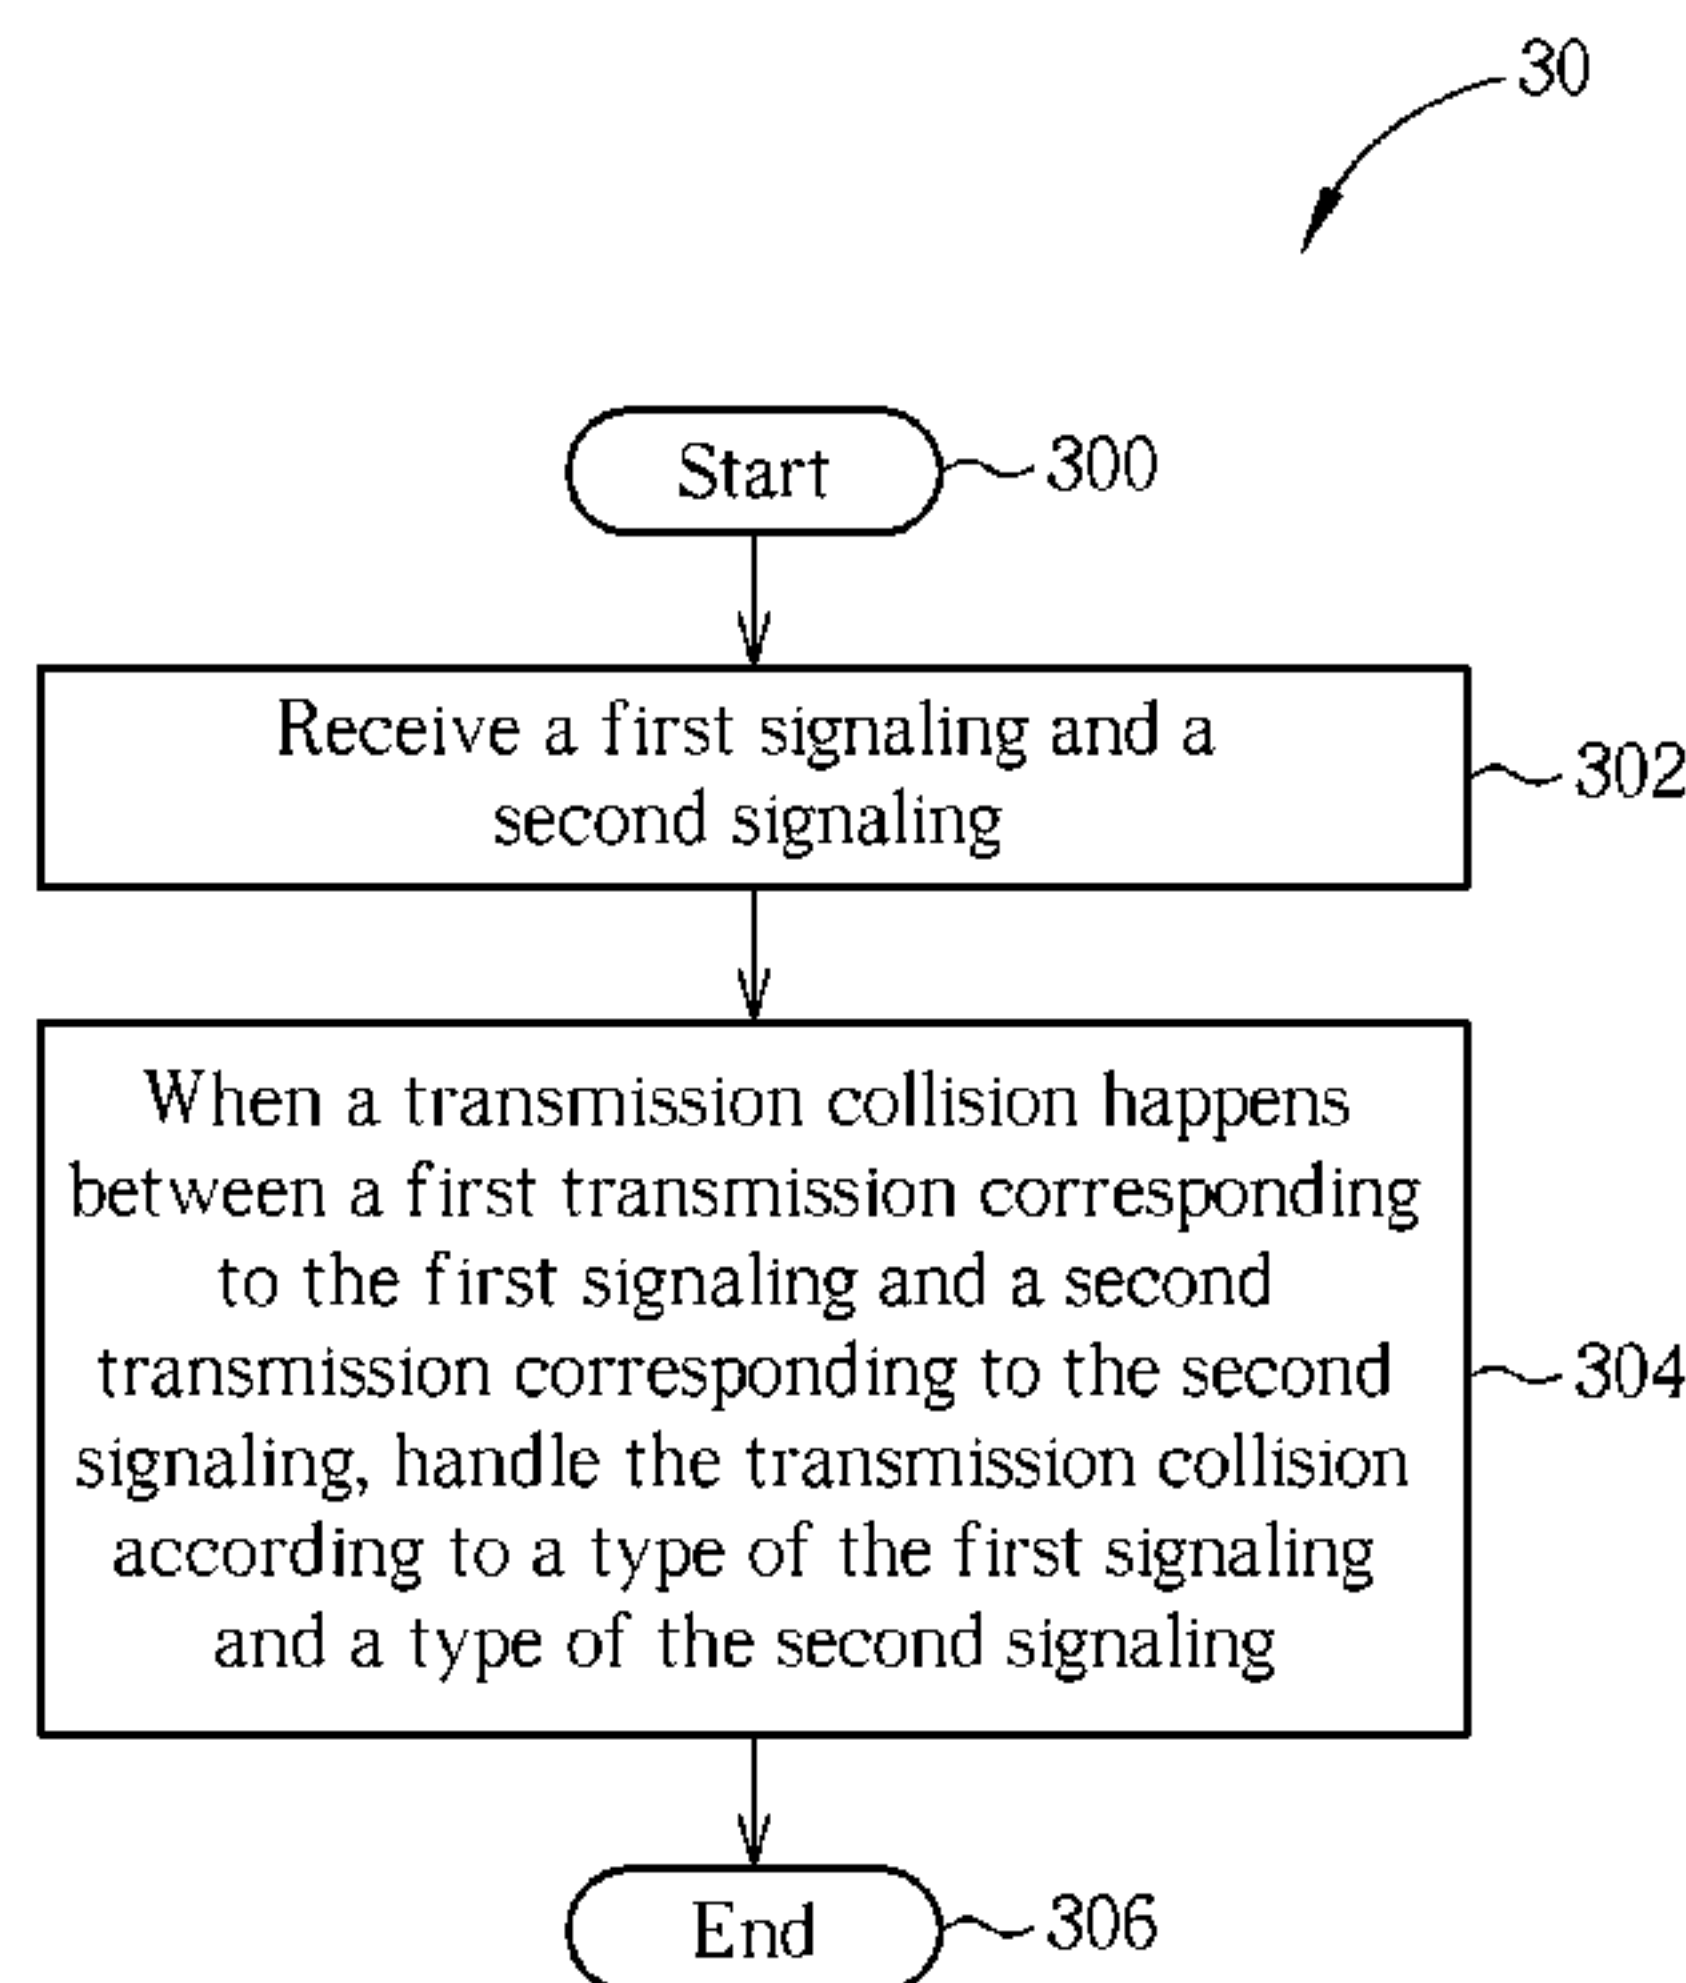 30
Start
300
Receive a first signaling and a
second signaling
302
When a transmission collision happens
between a first transmission corresponding
to the first signaling and a second
transmission corresponding to the second
signaling, handle the transmission collision
according to a type of the first signaling
and a type of the second signaling
304
End
306